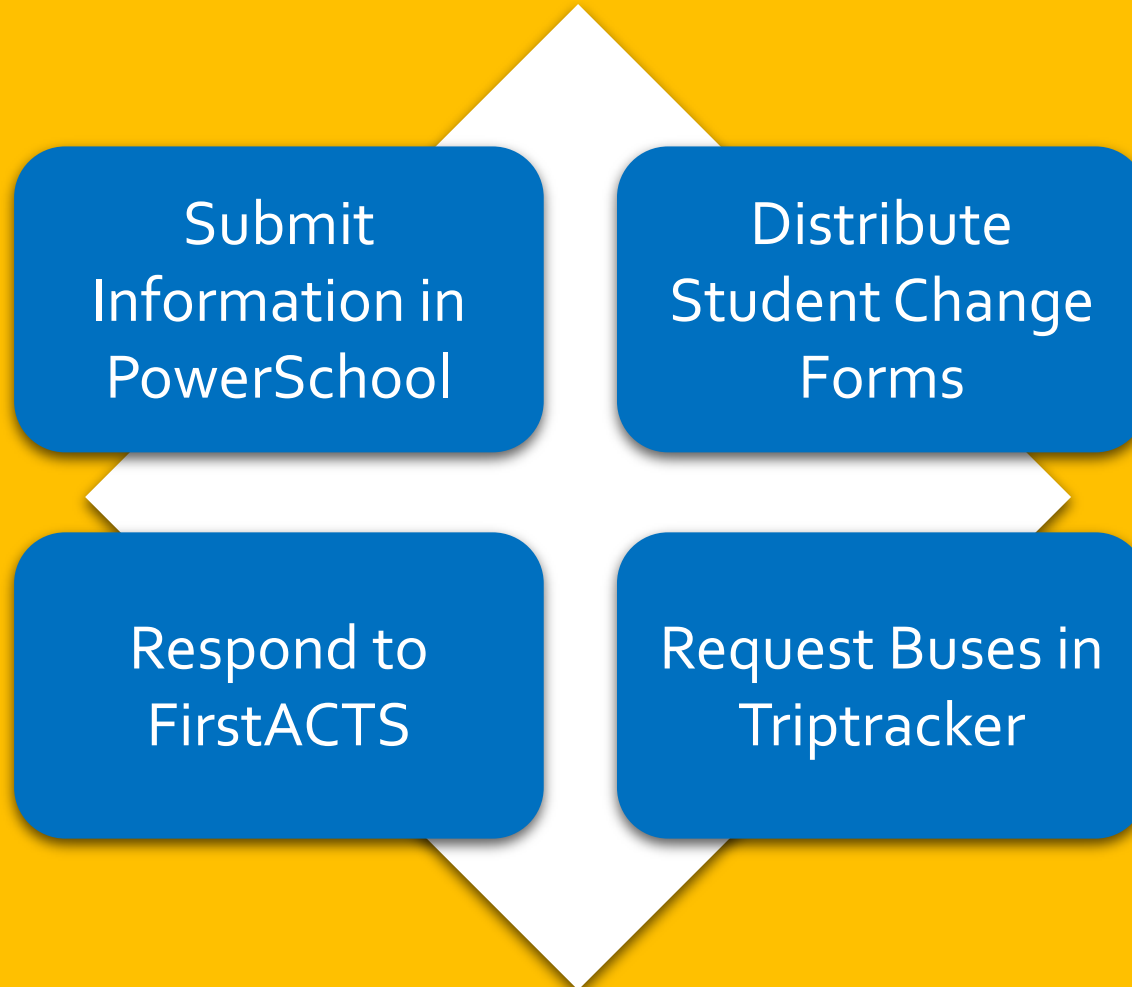 Submit
Information in
PowerSchool
Distribute
Student Change
Forms
Respond to
FirstACTS
Request Buses in
Triptracker